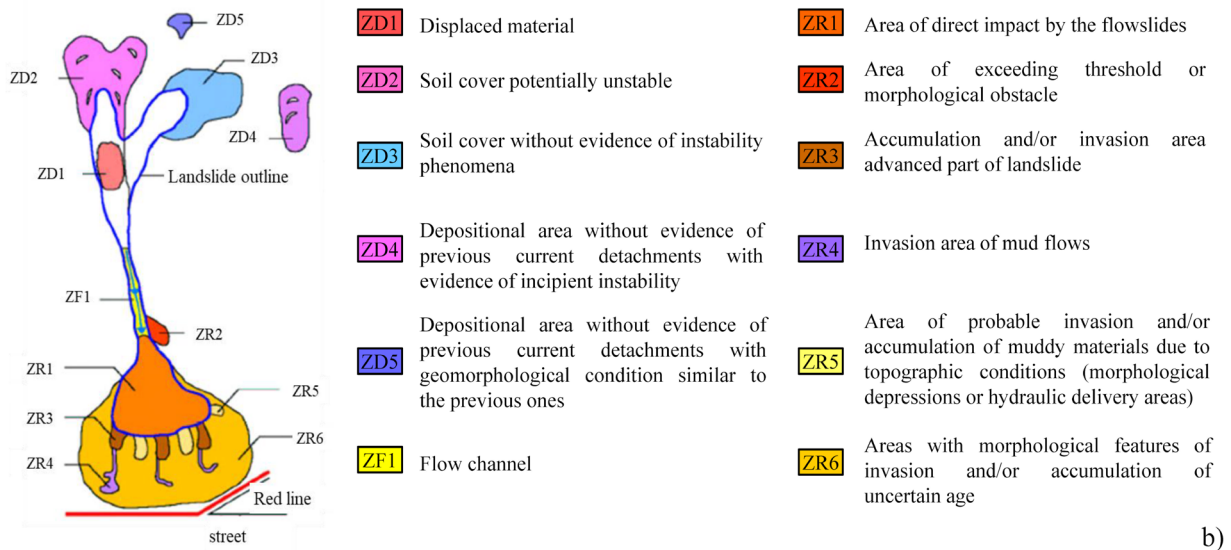 ZD5
ZD2
ZD3
ZD4
ZD1
Landslide outline
ZF1
ZR2
ZR1
ZR5
ZR3
ZR6
ZR4
Red line
street
ZD1 Displaced material
ZD2 Soil cover potentially unstable
ZD3 Soil cover without evidence of instability
phenomena
ZD4 Depositional area without evidence of
previous current detachments with
evidence of incipient instability
ZD5 Depositional area without evidence of
previous current detachments with
geomorphological condition similar to
the previous ones
ZF1 Flow channel
ZR1 Area of direct impact by the flowslides
ZR2 Area of exceeding threshold or
morphological obstacle
ZR3 Accumulation and/or invasion area
advanced part of landslide
ZR4 Invasion area of mud flows
ZR5 Area of probable invasion and/or
accumulation of muddy materials due to
topographic conditions (morphological
depressions or hydraulic delivery areas)
ZR6 Areas with morphological features of
invasion and/or accumulation of
uncertain age
b)